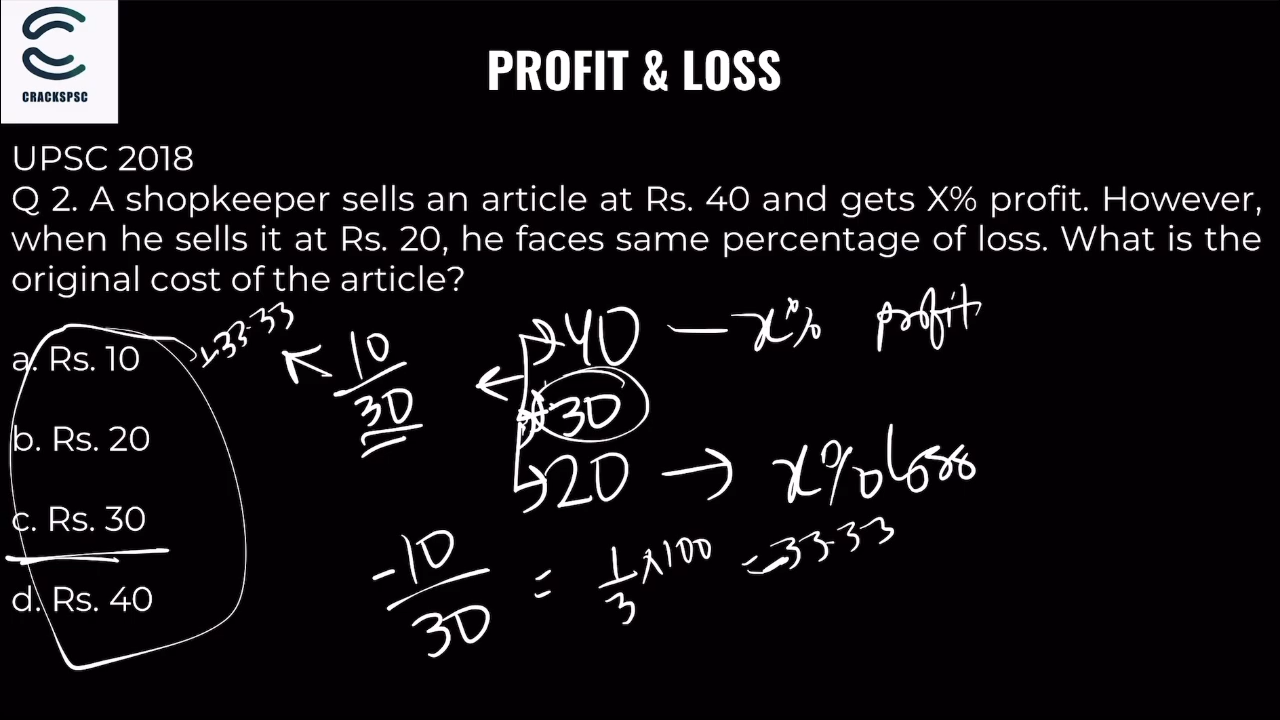 CRACKSPSC
PROFIT & LOSS
UPSC 2018
Q 2. A shopkeeper sells an article at Rs. 40 and gets X% profit. However,
when he sells it at Rs. 20, he faces same percentage of loss. What is the
original cost of the article?
a. Rs. 10
b. Rs. 20
c. Rs. 30
d. Rs. 40
+33.33
10
30
40 — x% profit
30
20 → x% loss
-10
30
= 1/3 x 100 = -33.33